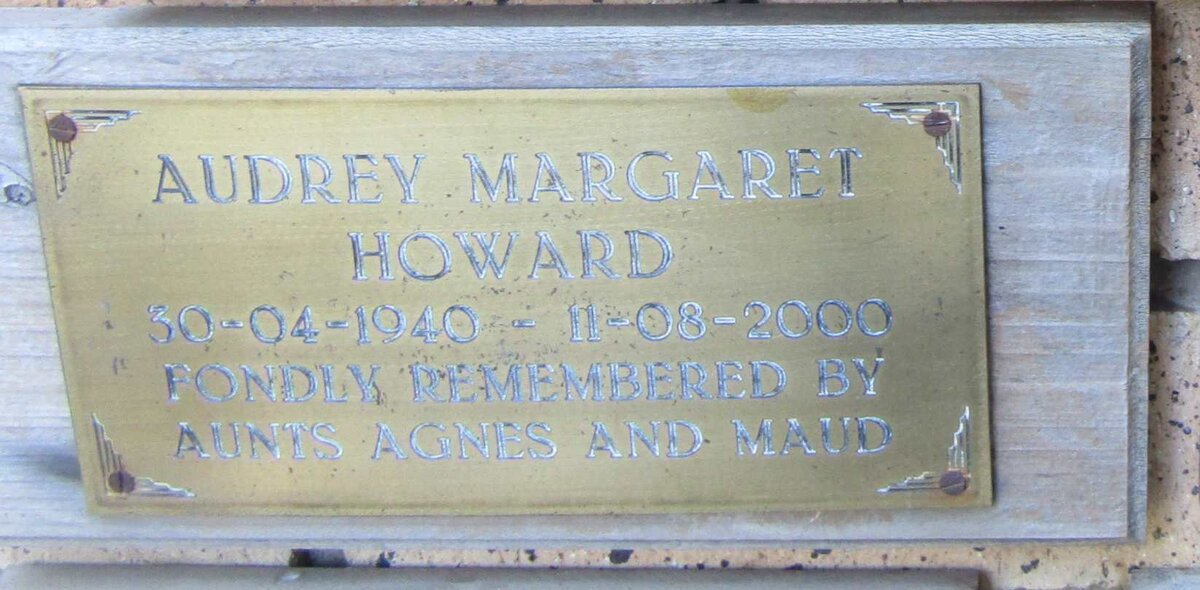 AUDREY MARGARET
HOWARD
30-04-1940 - 11-08-2000
FONDLY REMEMBERED BY
AUNTS AGNES AND MAUD